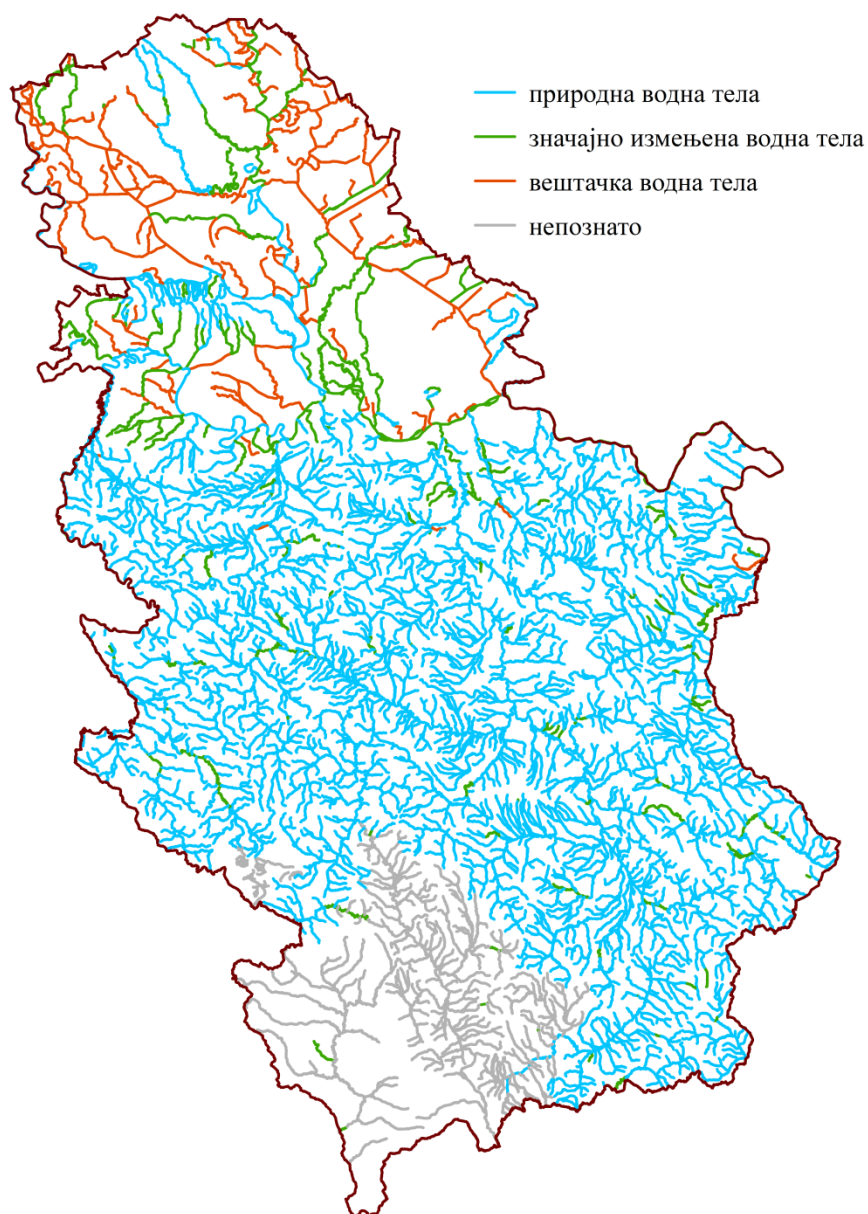 природна водна тела
значајно измењена водна тела
вештачка водна тела
непознато